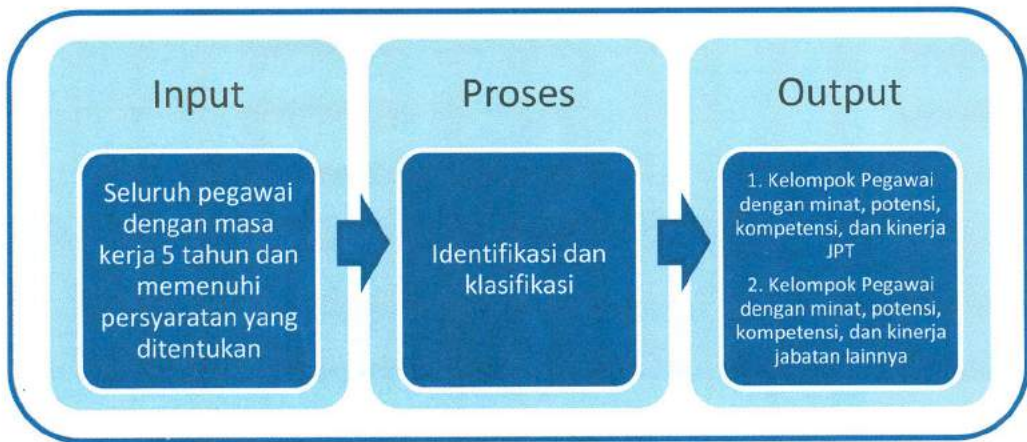 Input
Seluruh pegawai
dengan masa
kerja 5 tahun dan
memenuhi
persyaratan yang
ditentukan
Proses
Identifikasi dan
klasifikasi
Output
1. Kelompok Pegawai
dengan minat, potensi,
kompetensi, dan kinerja
JPT
2. Kelompok Pegawai
dengan minat, potensi,
kompetensi, dan kinerja
jabatan lainnya